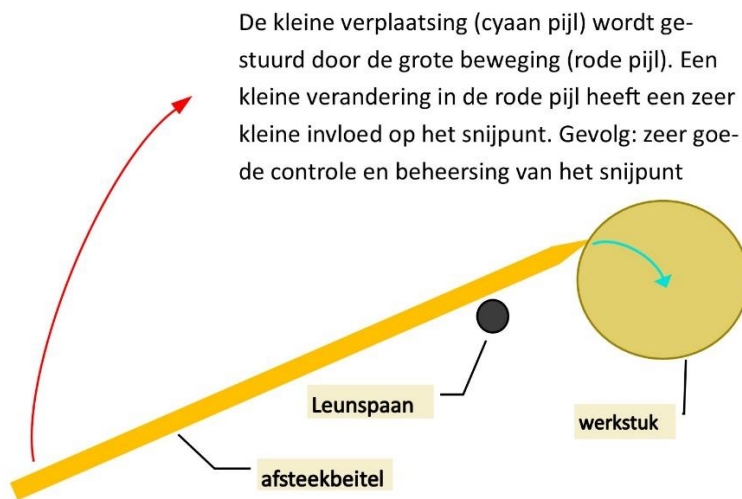 De kleine verplaatsing (cyaan pijl) wordt ge-
stuurd door de grote beweging (rode pijl). Een
kleine verandering in de rode pijl heeft een zeer
kleine invloed op het snijpunt. Gevolg: zeer goe-
de controle en beheersing van het snijpunt
Leunspaan
werkstuk
afsteekbeitel